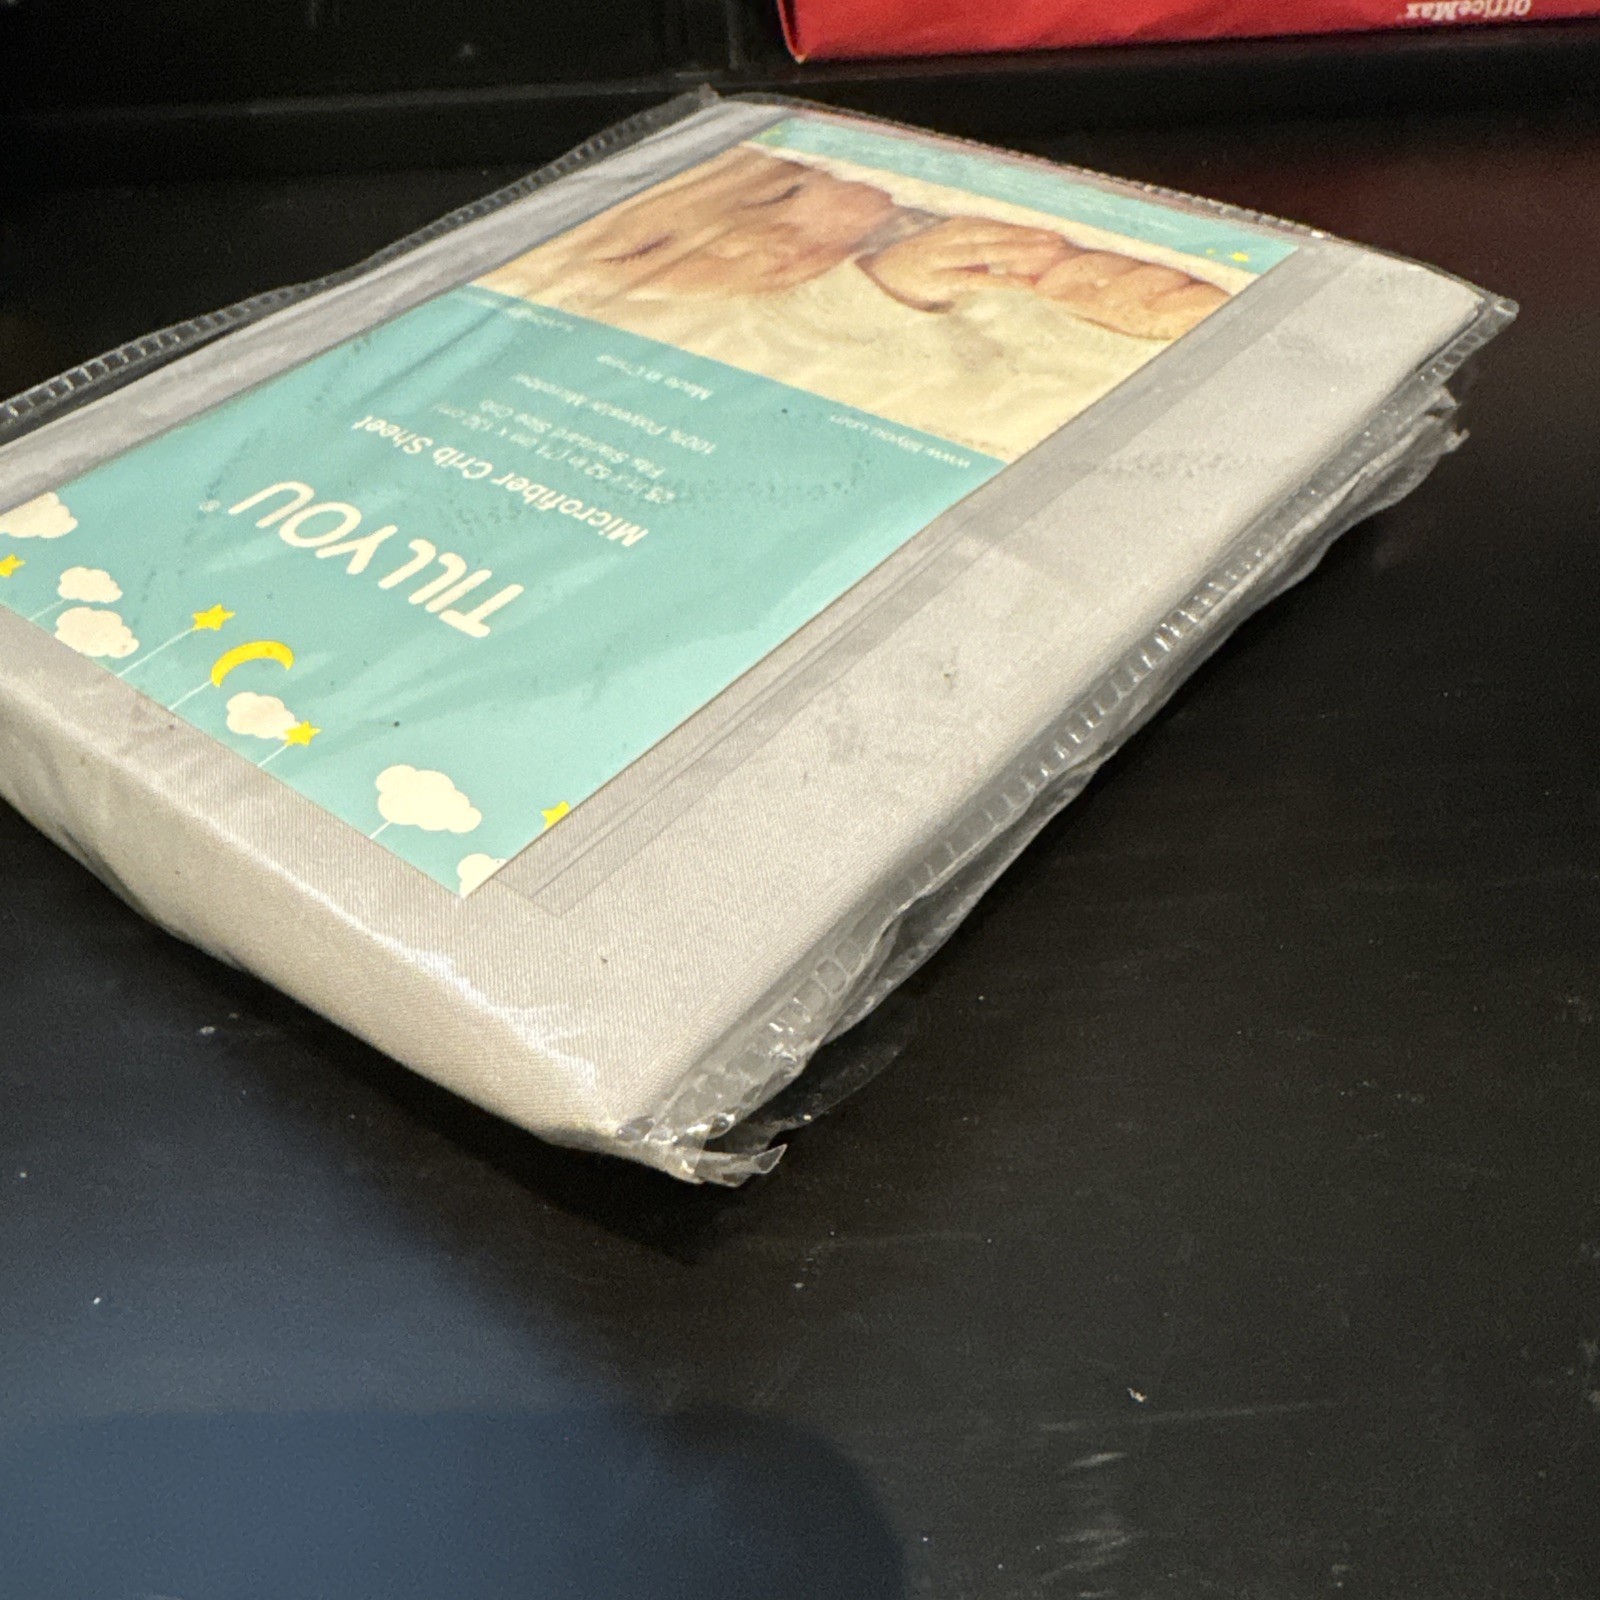 OfficeMax
TILLYOU®
Microfiber Crib Sheet
28 in x 52 in (71 cm x 132 cm)
Fits Standard Size Crib
100% Polyester Microfiber
Made in China
www.tillyou.com